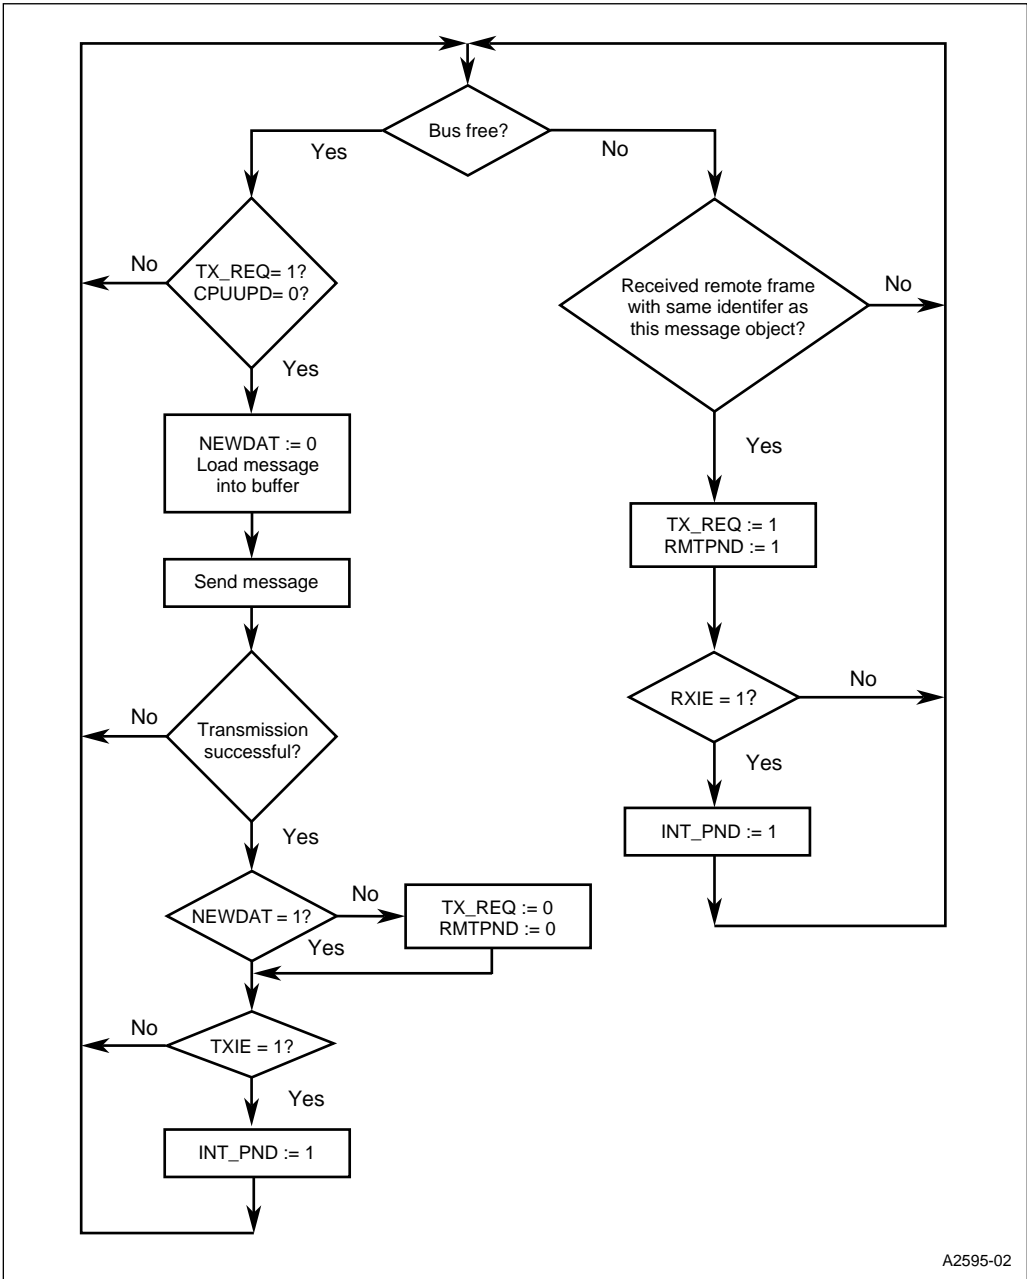 Bus free?
Yes
No
TX_REQ= 1?
CPUUPD= 0?
No
Yes
NEWDAT := 0
Load message
into buffer
Send message
Transmission
successful?
No
Yes
NEWDAT = 1?
No
Yes
TX_REQ := 0
RMTPND := 0
TXIE = 1?
No
Yes
INT_PND := 1
Received remote frame
with same identifer as
this message object?
No
Yes
TX_REQ := 1
RMTPND := 1
RXIE = 1?
No
Yes
INT_PND := 1
A2595-02